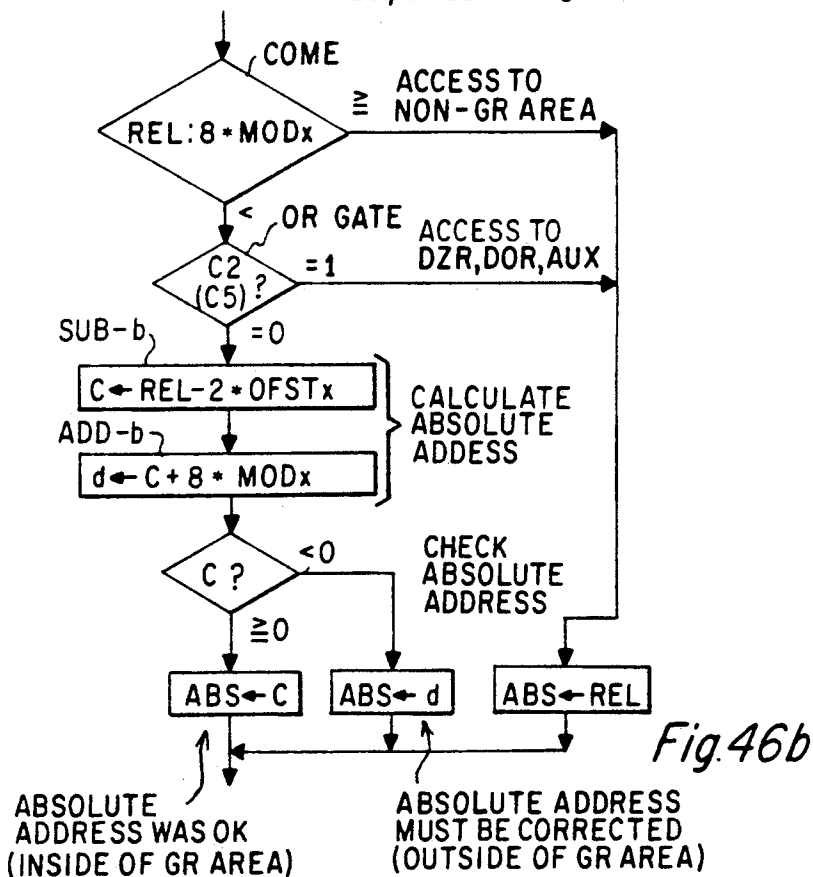 COME
REL:8*MODx
≧ ACCESS TO
NON-GR AREA
<
OR GATE
C2
(C5)?
=1
ACCESS TO
DZR,DOR,AUX
=0
SUB-b
C←REL-2*OFSTx
ADD-b
d←C+8*MODx
CALCULATE
ABSOLUTE
ADDESS
C?
<0
≧0
CHECK
ABSOLUTE
ADDRESS
ABS←C
ABS←d
ABS←REL
Fig.46b
ABSOLUTE
ADDRESS WAS OK
(INSIDE OF GR AREA)
ABSOLUTE ADDRESS
MUST BE CORRECTED
(OUTSIDE OF GR AREA)